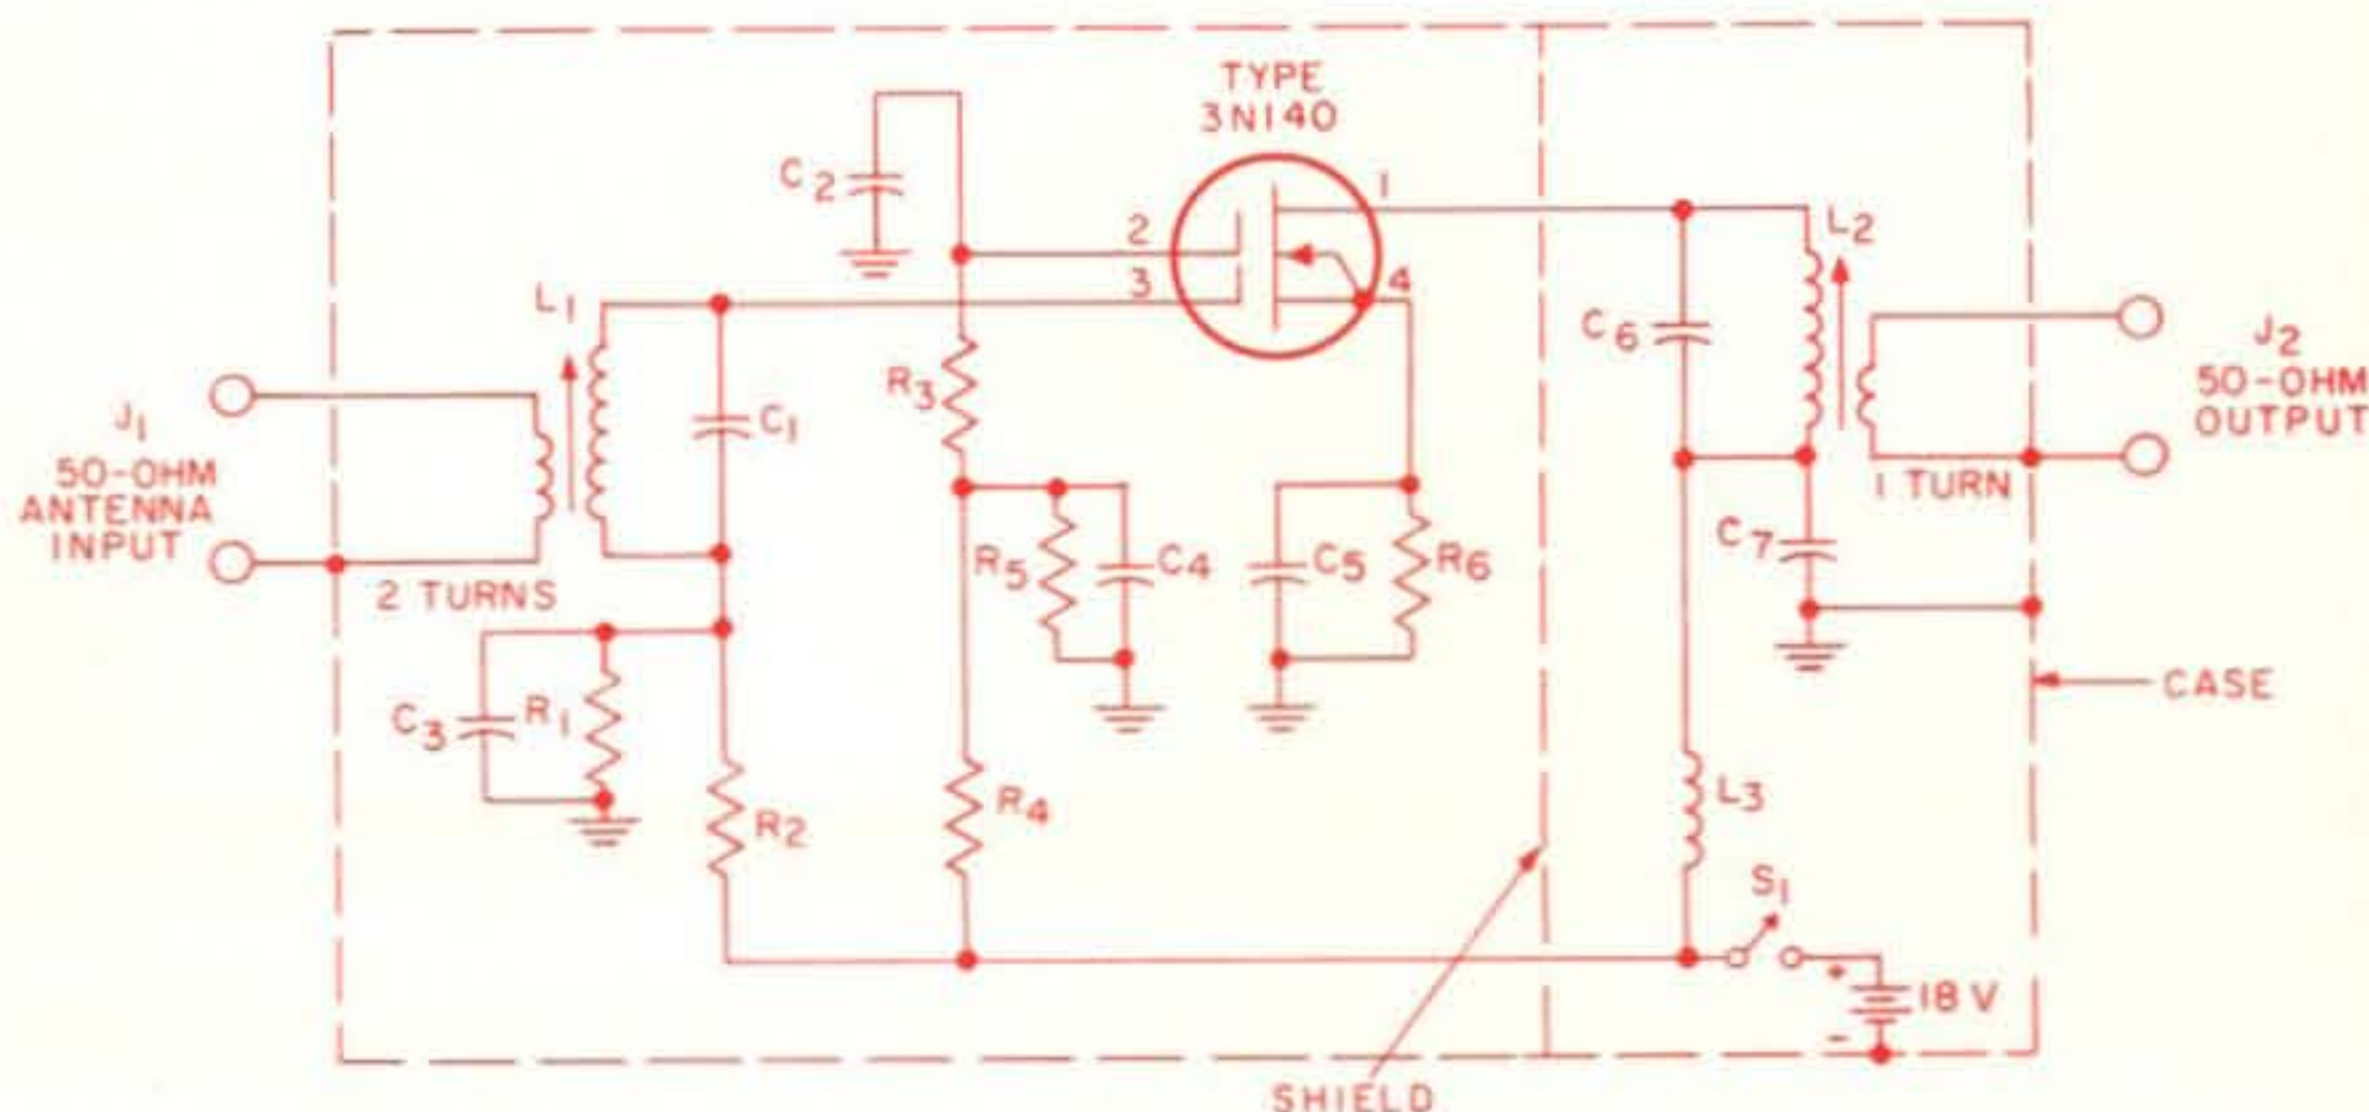 TYPE
3N140
C2
1
2
3
4
L1
L2
C6
J1
50-OHM
ANTENNA
INPUT
J2
50-OHM
OUTPUT
R3
C1
2 TURNS
1 TURN
R5
C4
C5
R6
C7
C3
R1
R2
R4
L3
CASE
S1
+
18 V
-
SHIELD